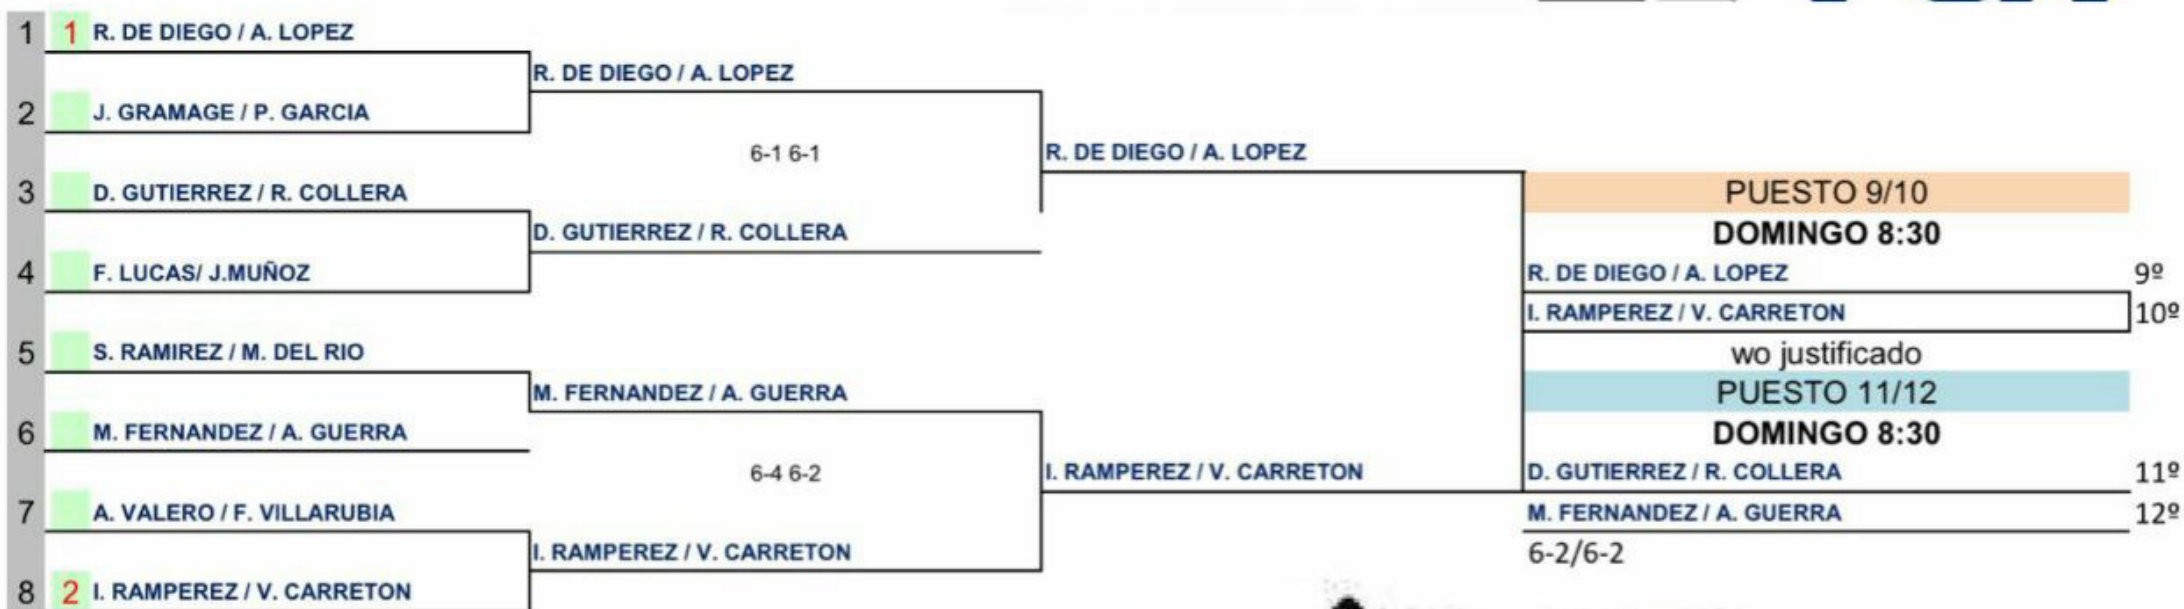 1 1 R. DE DIEGO / A. LOPEZ
R. DE DIEGO / A. LOPEZ
2 J. GRAMAGE / P. GARCIA
6-1 6-1
R. DE DIEGO / A. LOPEZ
3 D. GUTIERREZ / R. COLLERA
PUESTO 9/10
D. GUTIERREZ / R. COLLERA
DOMINGO 8:30
4 F. LUCAS/ J.MUÑOZ
R. DE DIEGO / A. LOPEZ 9º
I. RAMPEREZ / V. CARRETON 10º
5 S. RAMIREZ / M. DEL RIO
wo justificado
M. FERNANDEZ / A. GUERRA
PUESTO 11/12
6 M. FERNANDEZ / A. GUERRA
DOMINGO 8:30
6-4 6-2
I. RAMPEREZ / V. CARRETON
D. GUTIERREZ / R. COLLERA 11º
7 A. VALERO / F. VILLARUBIA
M. FERNANDEZ / A. GUERRA 12º
I. RAMPEREZ / V. CARRETON
6-2/6-2
8 2 I. RAMPEREZ / V. CARRETON